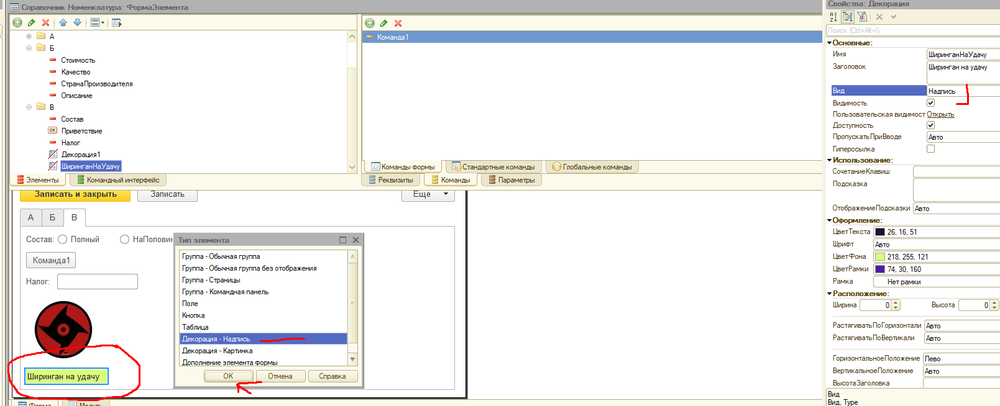 Справочник Номенклатура: ФормаЭлемента
А
Б
Стоимость
Качество
СтранаПроизводителя
Описание
В
Состав
ОК Приветствие
Налог
Декорация1
ШиринганНаУдачу
Элементы
Командный интерфейс
Команда1
Команды формы
Стандартные команды
Глобальные команды
Реквизиты
Команды
Параметры
Записать и закрыть
Записать
Еще
А
Б
В
Состав:
Полный
НаПоловин
Команда1
Налог:
Ширинган на удачу
Тип элемента
Группа - Обычная группа
Группа - Обычная группа без отображения
Группа - Страницы
Группа - Командная панель
Поле
Кнопка
Таблица
Декорация - Надпись
Декорация - Картинка
Дополнение элемента формы
ОК
Отмена
Справка
Форма
Модуль
Свойства: Декорация
Поиск (Ctrl+Alt+I)
Основные:
Имя ШиринганНаУдачу
Заголовок Ширинган на удачу
Вид Надпись
Видимость
Пользовательская видимост Открыть
Доступность
ПропускатьПриВводе Авто
Гиперссылка
Использование:
СочетаниеКлавиш
Подсказка
ОтображениеПодсказки Авто
Оформление:
ЦветТекста 26, 16, 51
Шрифт Авто
ЦветФона 218, 255, 121
ЦветРамки 74, 30, 160
Рамка Нет рамки
Расположение:
Ширина 0 Высота 0
РастягиватьПоГоризонтали Авто
РастягиватьПоВертикали Авто
ГоризонтальноеПоложение Лево
ВертикальноеПоложение Авто
ВысотаЗаголовка
Вид
Вид, Type